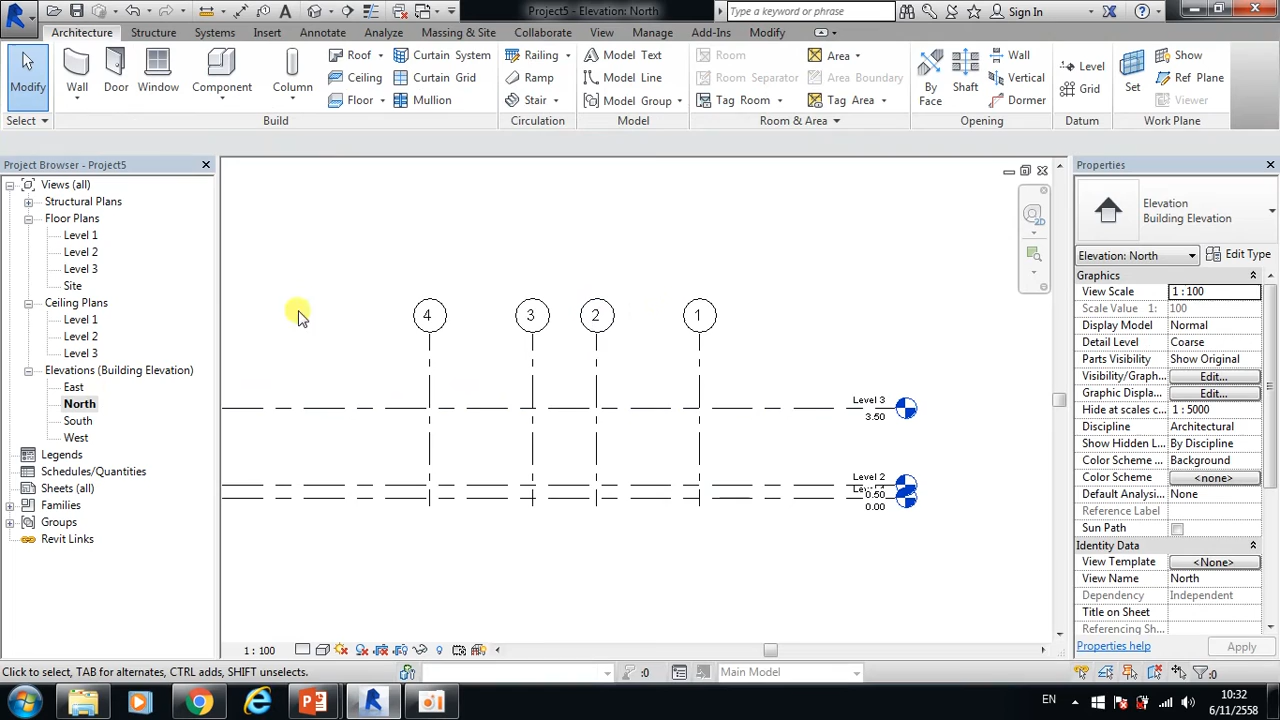 Project5 - Elevation: North
Type a keyword or phrase
Sign In
Architecture Structure Systems Insert Annotate Analyze Massing & Site Collaborate View Manage Add-Ins Modify
Modify
Wall
Door
Window
Component
Column
Roof
Ceiling
Floor
Curtain System
Curtain Grid
Mullion
Railing
Ramp
Stair
Model Text
Model Line
Model Group
Room
Room Separator
Tag Room
Area
Area Boundary
Tag Area
By
Face
Shaft
Wall
Vertical
Dormer
Level
Grid
Set
Show
Ref Plane
Viewer
Select
Build
Circulation
Model
Room & Area
Opening
Datum
Work Plane
Project Browser - Project5
Views (all)
Structural Plans
Floor Plans
Level 1
Level 2
Level 3
Site
Ceiling Plans
Level 1
Level 2
Level 3
Elevations (Building Elevation)
East
North
South
West
Legends
Schedules/Quantities
Sheets (all)
Families
Groups
Revit Links
4 3 2 1
Level 3
3.50
Level 2
0.50
0.00
2D
Properties
Elevation
Building Elevation
Elevation: North
Edit Type
Graphics
View Scale 1 : 100
Scale Value 1: 100
Display Model Normal
Detail Level Coarse
Parts Visibility Show Original
Visibility/Graph... Edit...
Graphic Displa... Edit...
Hide at scales c... 1 : 5000
Discipline Architectural
Show Hidden L... By Discipline
Color Scheme ... Background
Color Scheme <none>
Default Analysi... None
Reference Label
Sun Path
Identity Data
View Template <None>
View Name North
Dependency Independent
Title on Sheet
Referencing Sh...
Properties help
Apply
1 : 100
Click to select, TAB for alternates, CTRL adds, SHIFT unselects.
:0
Main Model
:0
EN
10:32
6/11/2558